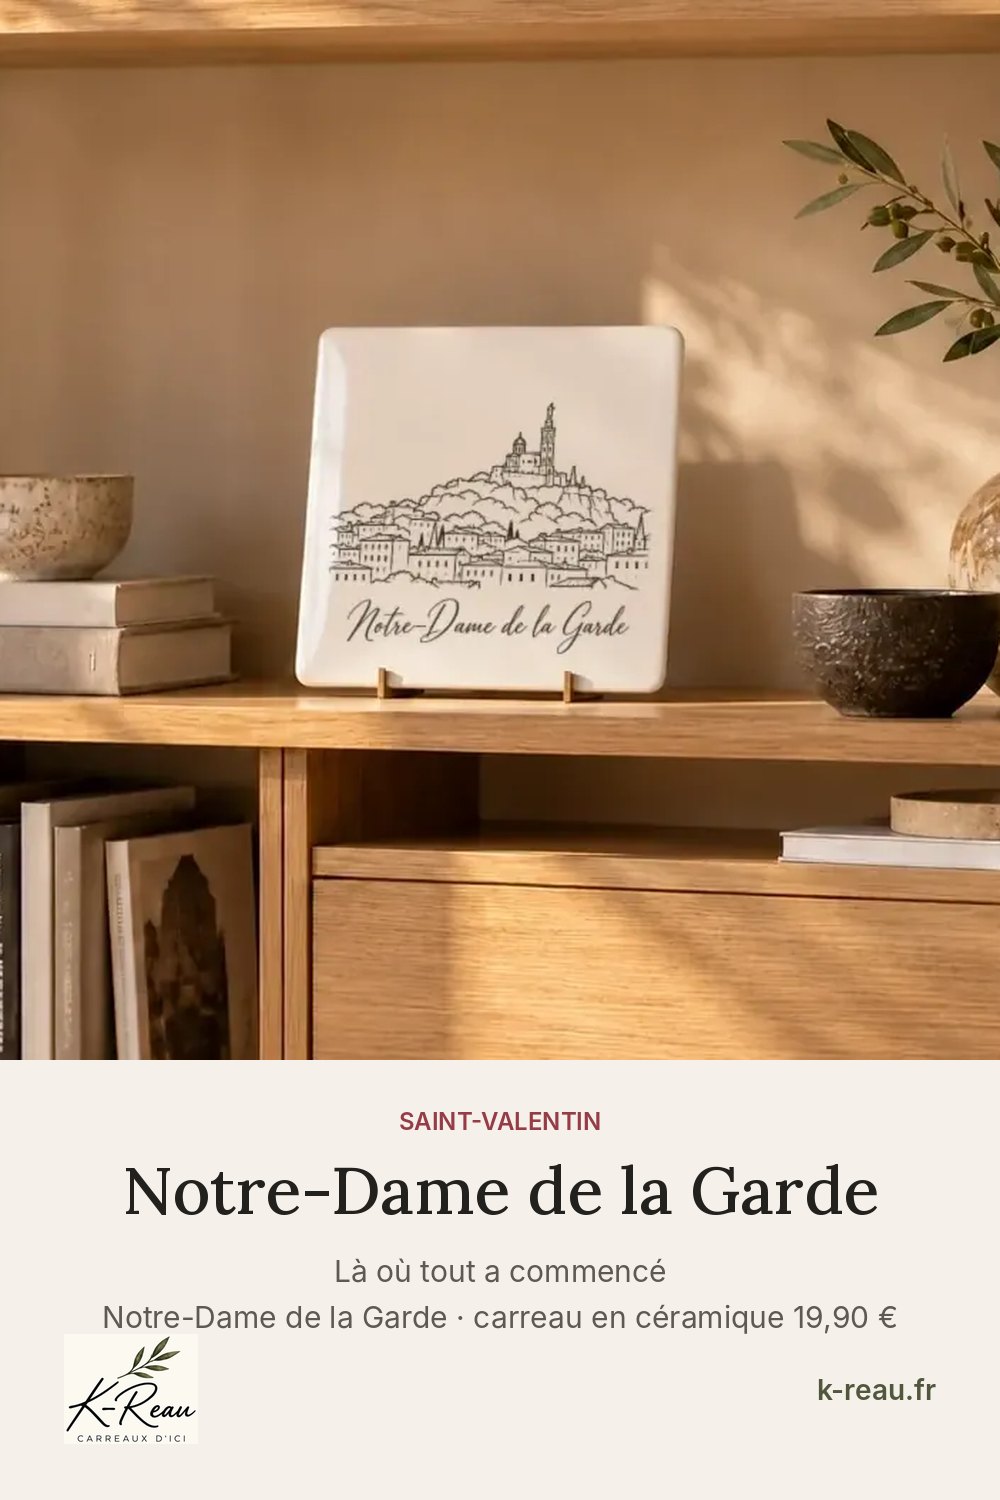 Notre-Dame de la Garde
SAINT-VALENTIN
Notre-Dame de la Garde
Là où tout a commencé
Notre-Dame de la Garde · carreau en céramique 19,90 €
K-Reau
CARREAUX D'ICI
k-reau.fr